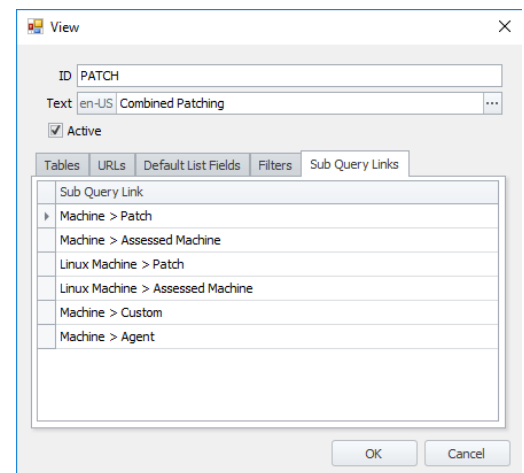 View
ID PATCH
Text en-US Combined Patching ...
Active
Tables URLs Default List Fields Filters Sub Query Links
Sub Query Link
Machine > Patch
Machine > Assessed Machine
Linux Machine > Patch
Linux Machine > Assessed Machine
Machine > Custom
Machine > Agent
OK Cancel